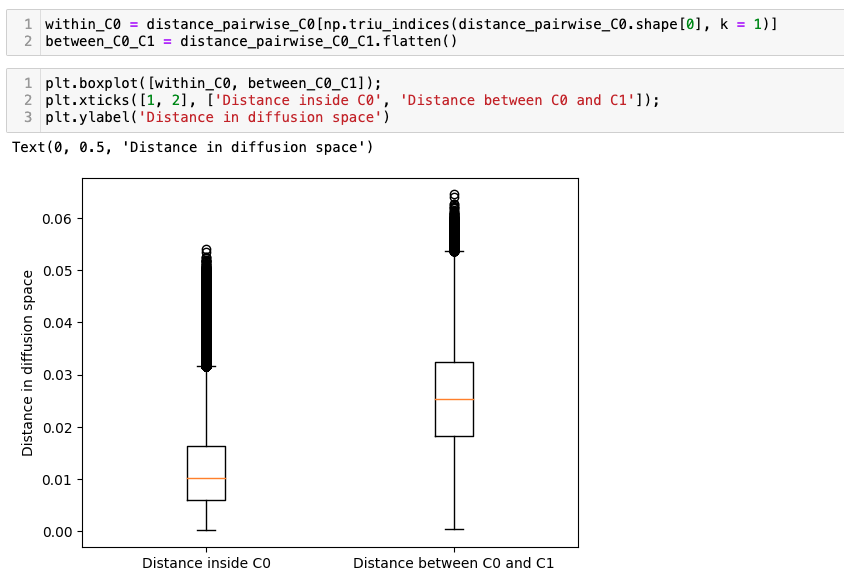 1 within_C0 = distance_pairwise_C0[np.triu_indices(distance_pairwise_C0.shape[0], k = 1)]
2 between_C0_C1 = distance_pairwise_C0_C1.flatten()
1 plt.boxplot([within_C0, between_C0_C1]);
2 plt.xticks([1, 2], ['Distance inside C0', 'Distance between C0 and C1']);
3 plt.ylabel('Distance in diffusion space')
Text(0, 0.5, 'Distance in diffusion space')
0.06
0.05
0.04
0.03
0.02
0.01
0.00
Distance in diffusion space
Distance inside C0
Distance between C0 and C1